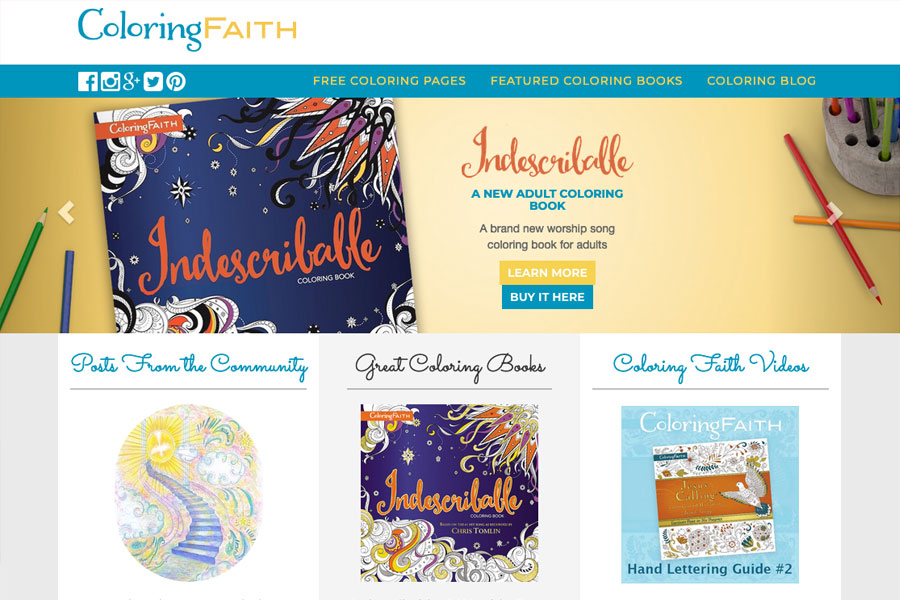 ColoringFAITH
FREE COLORING PAGES FEATURED COLORING BOOKS COLORING BLOG
ColoringFAITH
Indescribable
COLORING BOOK
Indescribable
A NEW ADULT COLORING
BOOK
A brand new worship song
coloring book for adults
LEARN MORE
BUY IT HERE
Posts From the Community
Great Coloring Books
Coloring Faith Videos
ColoringFAITH
Indescribable
COLORING BOOK
CHRIS TOMLIN
ColoringFAITH
ColoringFAITH
Jesus
Calling
Hand Lettering Guide #2